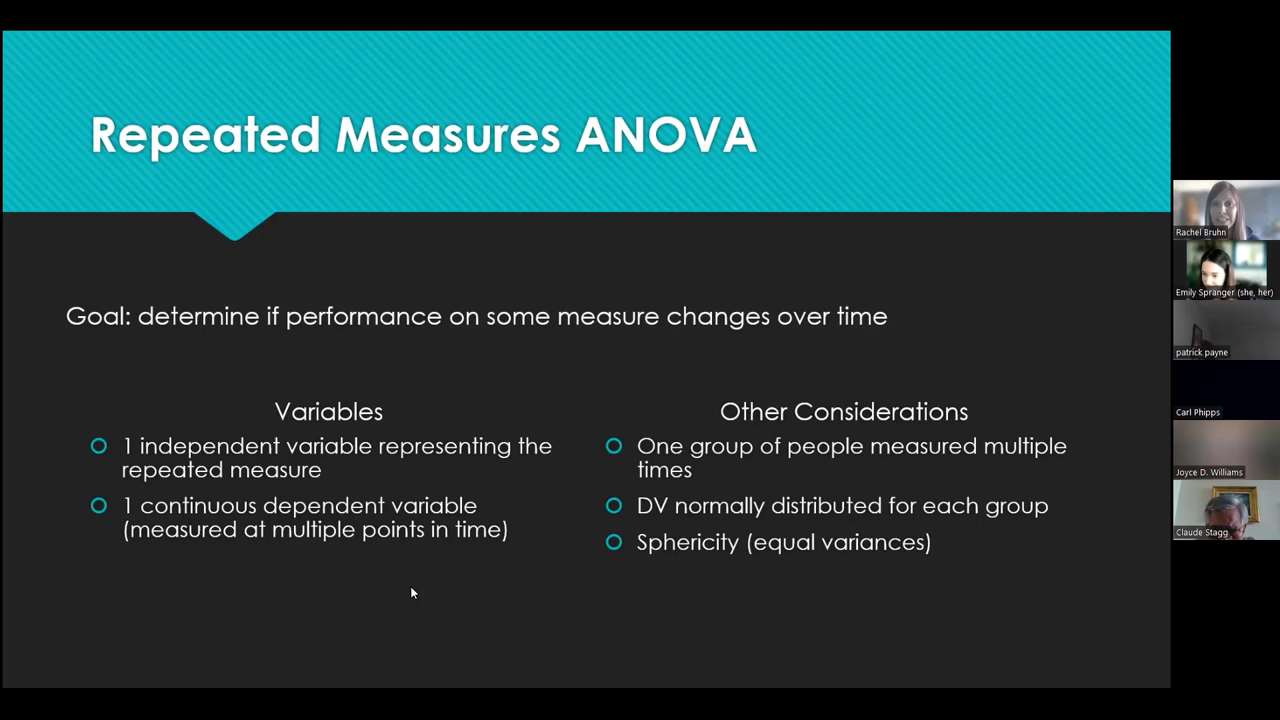 Repeated Measures ANOVA
Goal: determine if performance on some measure changes over time
Variables
1 independent variable representing the
repeated measure
1 continuous dependent variable
(measured at multiple points in time)
Other Considerations
One group of people measured multiple
times
DV normally distributed for each group
Sphericity (equal variances)
Rachel Bruhn
Emily Spranger (she, her)
patrick payne
Carl Phipps
Joyce D. Williams
Claude Stagg